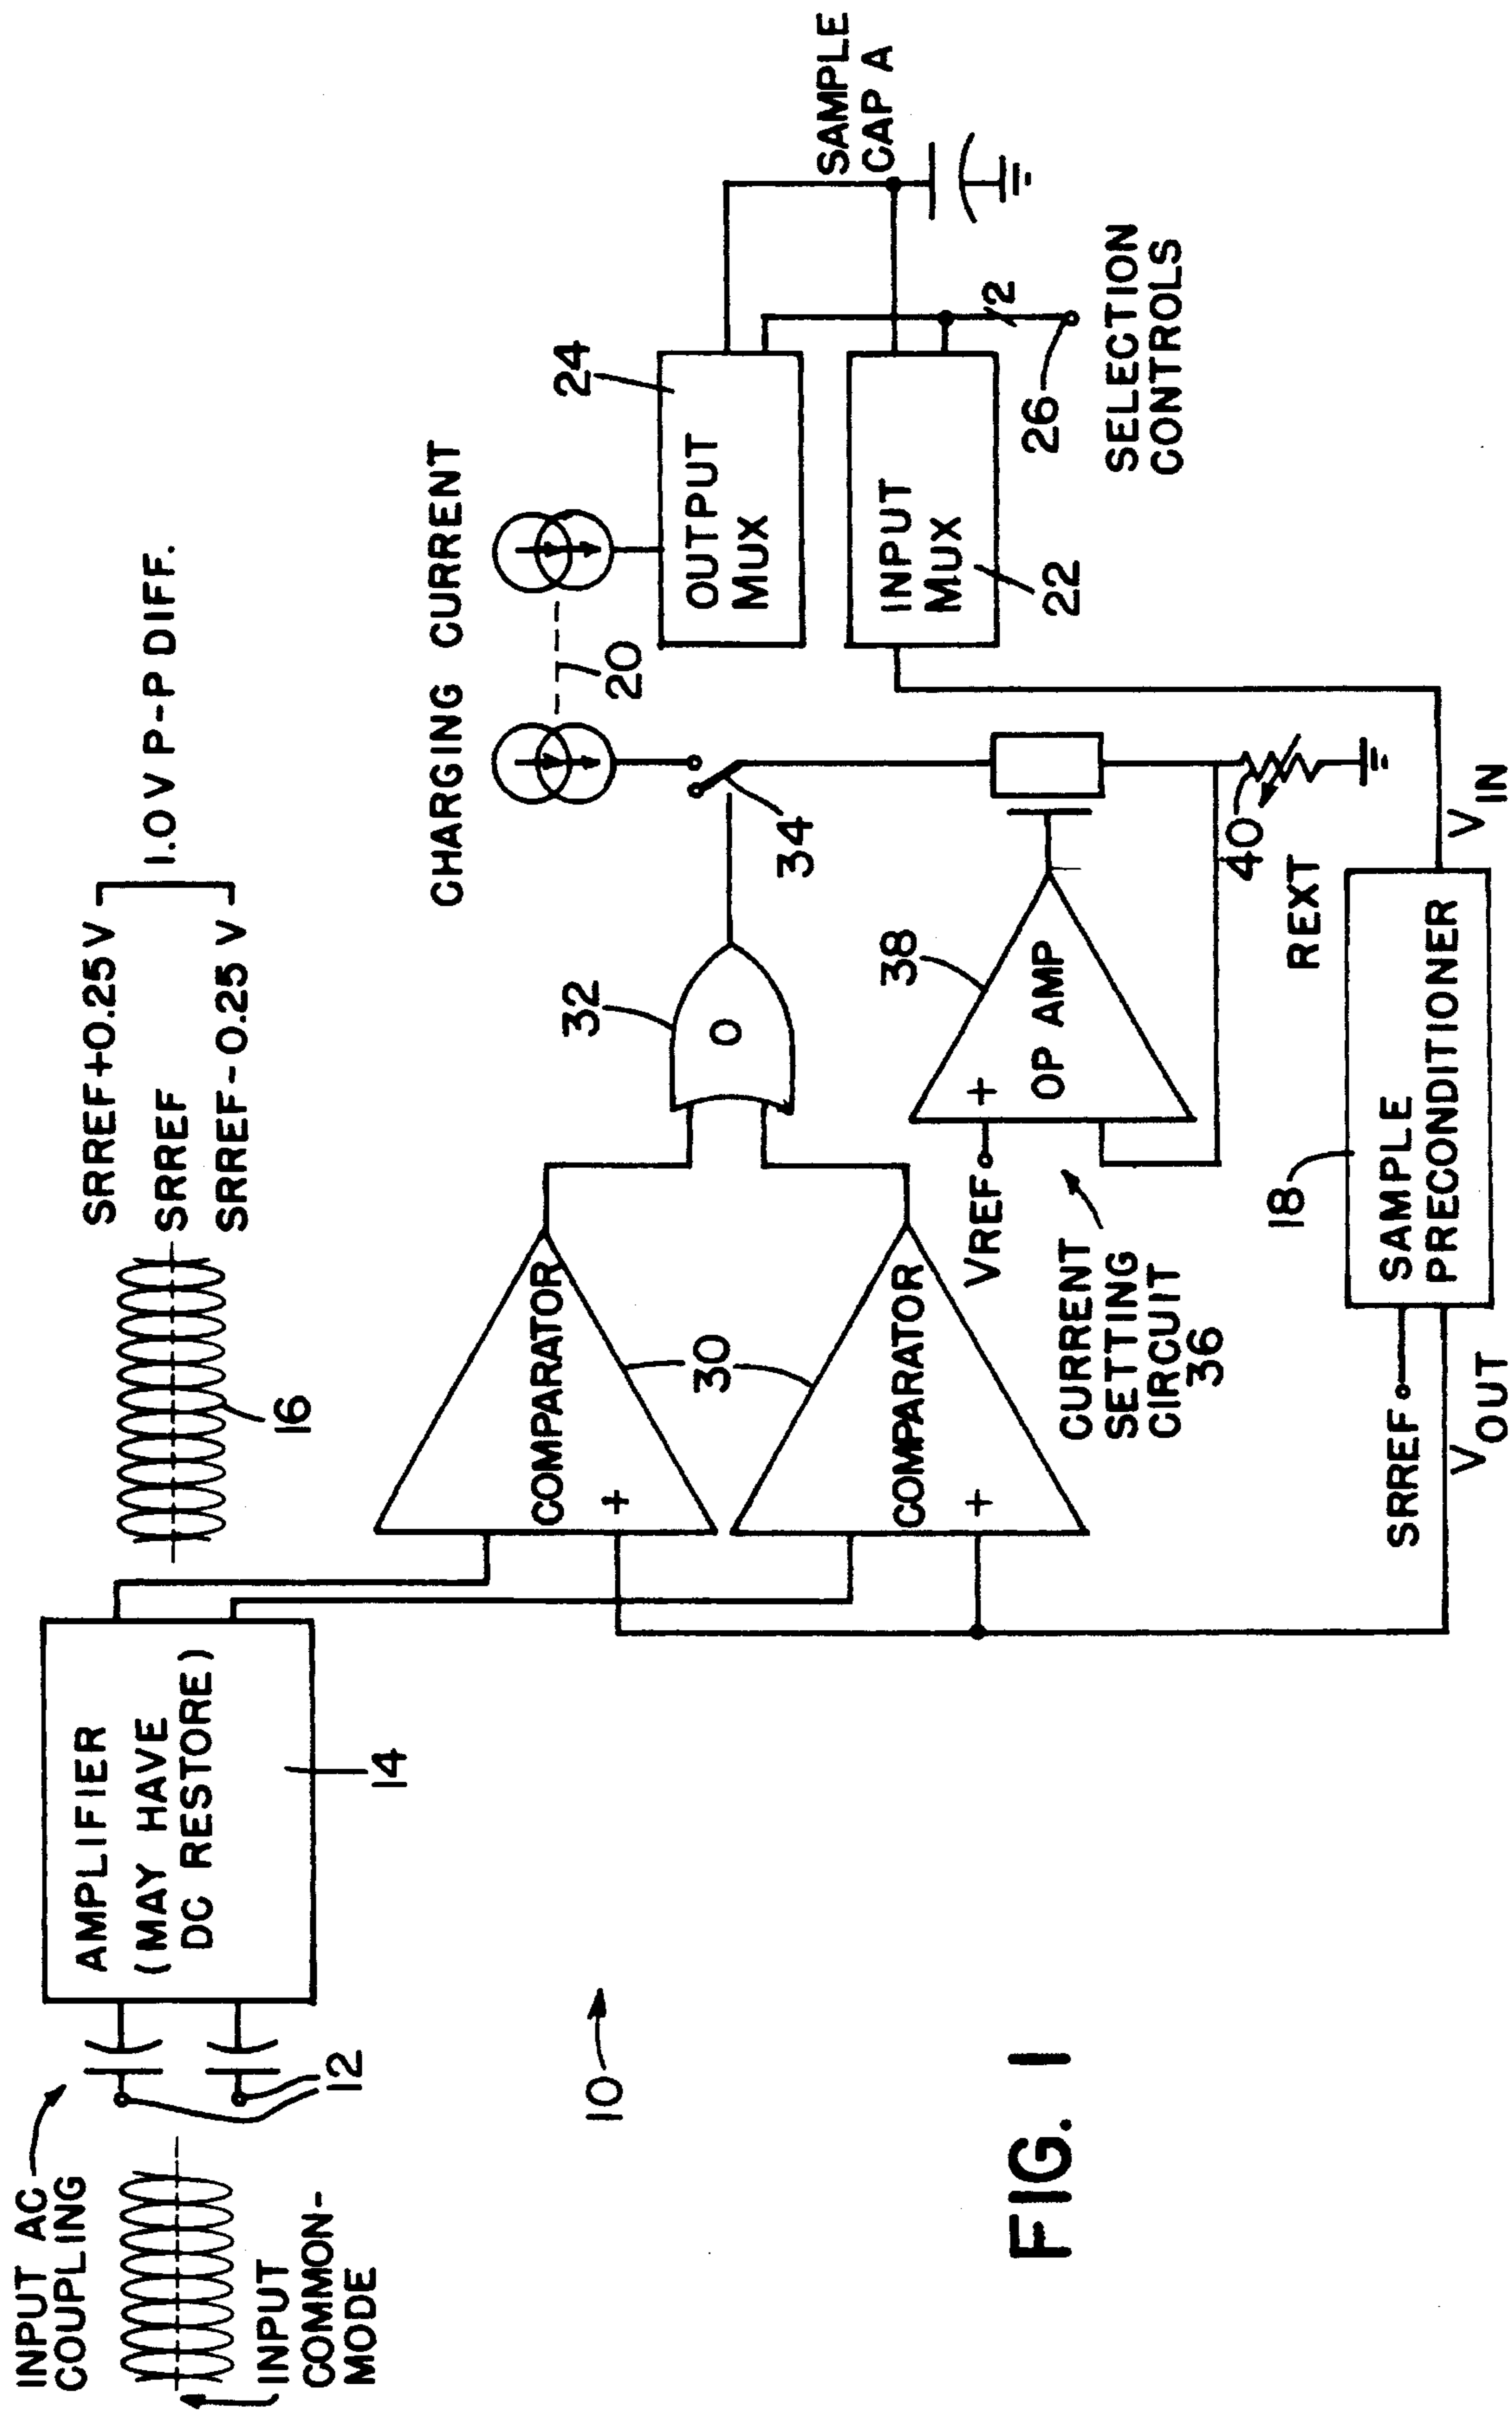 INPUT AC
COUPLING
INPUT
COMMON-
MODE
12
AMPLIFIER
(MAY HAVE
DC RESTORE)
14
16
SRREF+0.25 V
SRREF
SRREF-0.25 V
1.0 V P-P DIFF.
10
COMPARATOR
+
30
COMPARATOR
+
32
O
CHARGING CURRENT
20
34
OUTPUT
MUX
24
INPUT
MUX
22
SAMPLE
CAP A
2
26
SELECTION
CONTROLS
VREF
+
OP AMP
38
CURRENT
SETTING
CIRCUIT
36
40
REXT
18
SAMPLE
PRECONDITIONER
SRREF
VOUT
VIN
FIG. 1